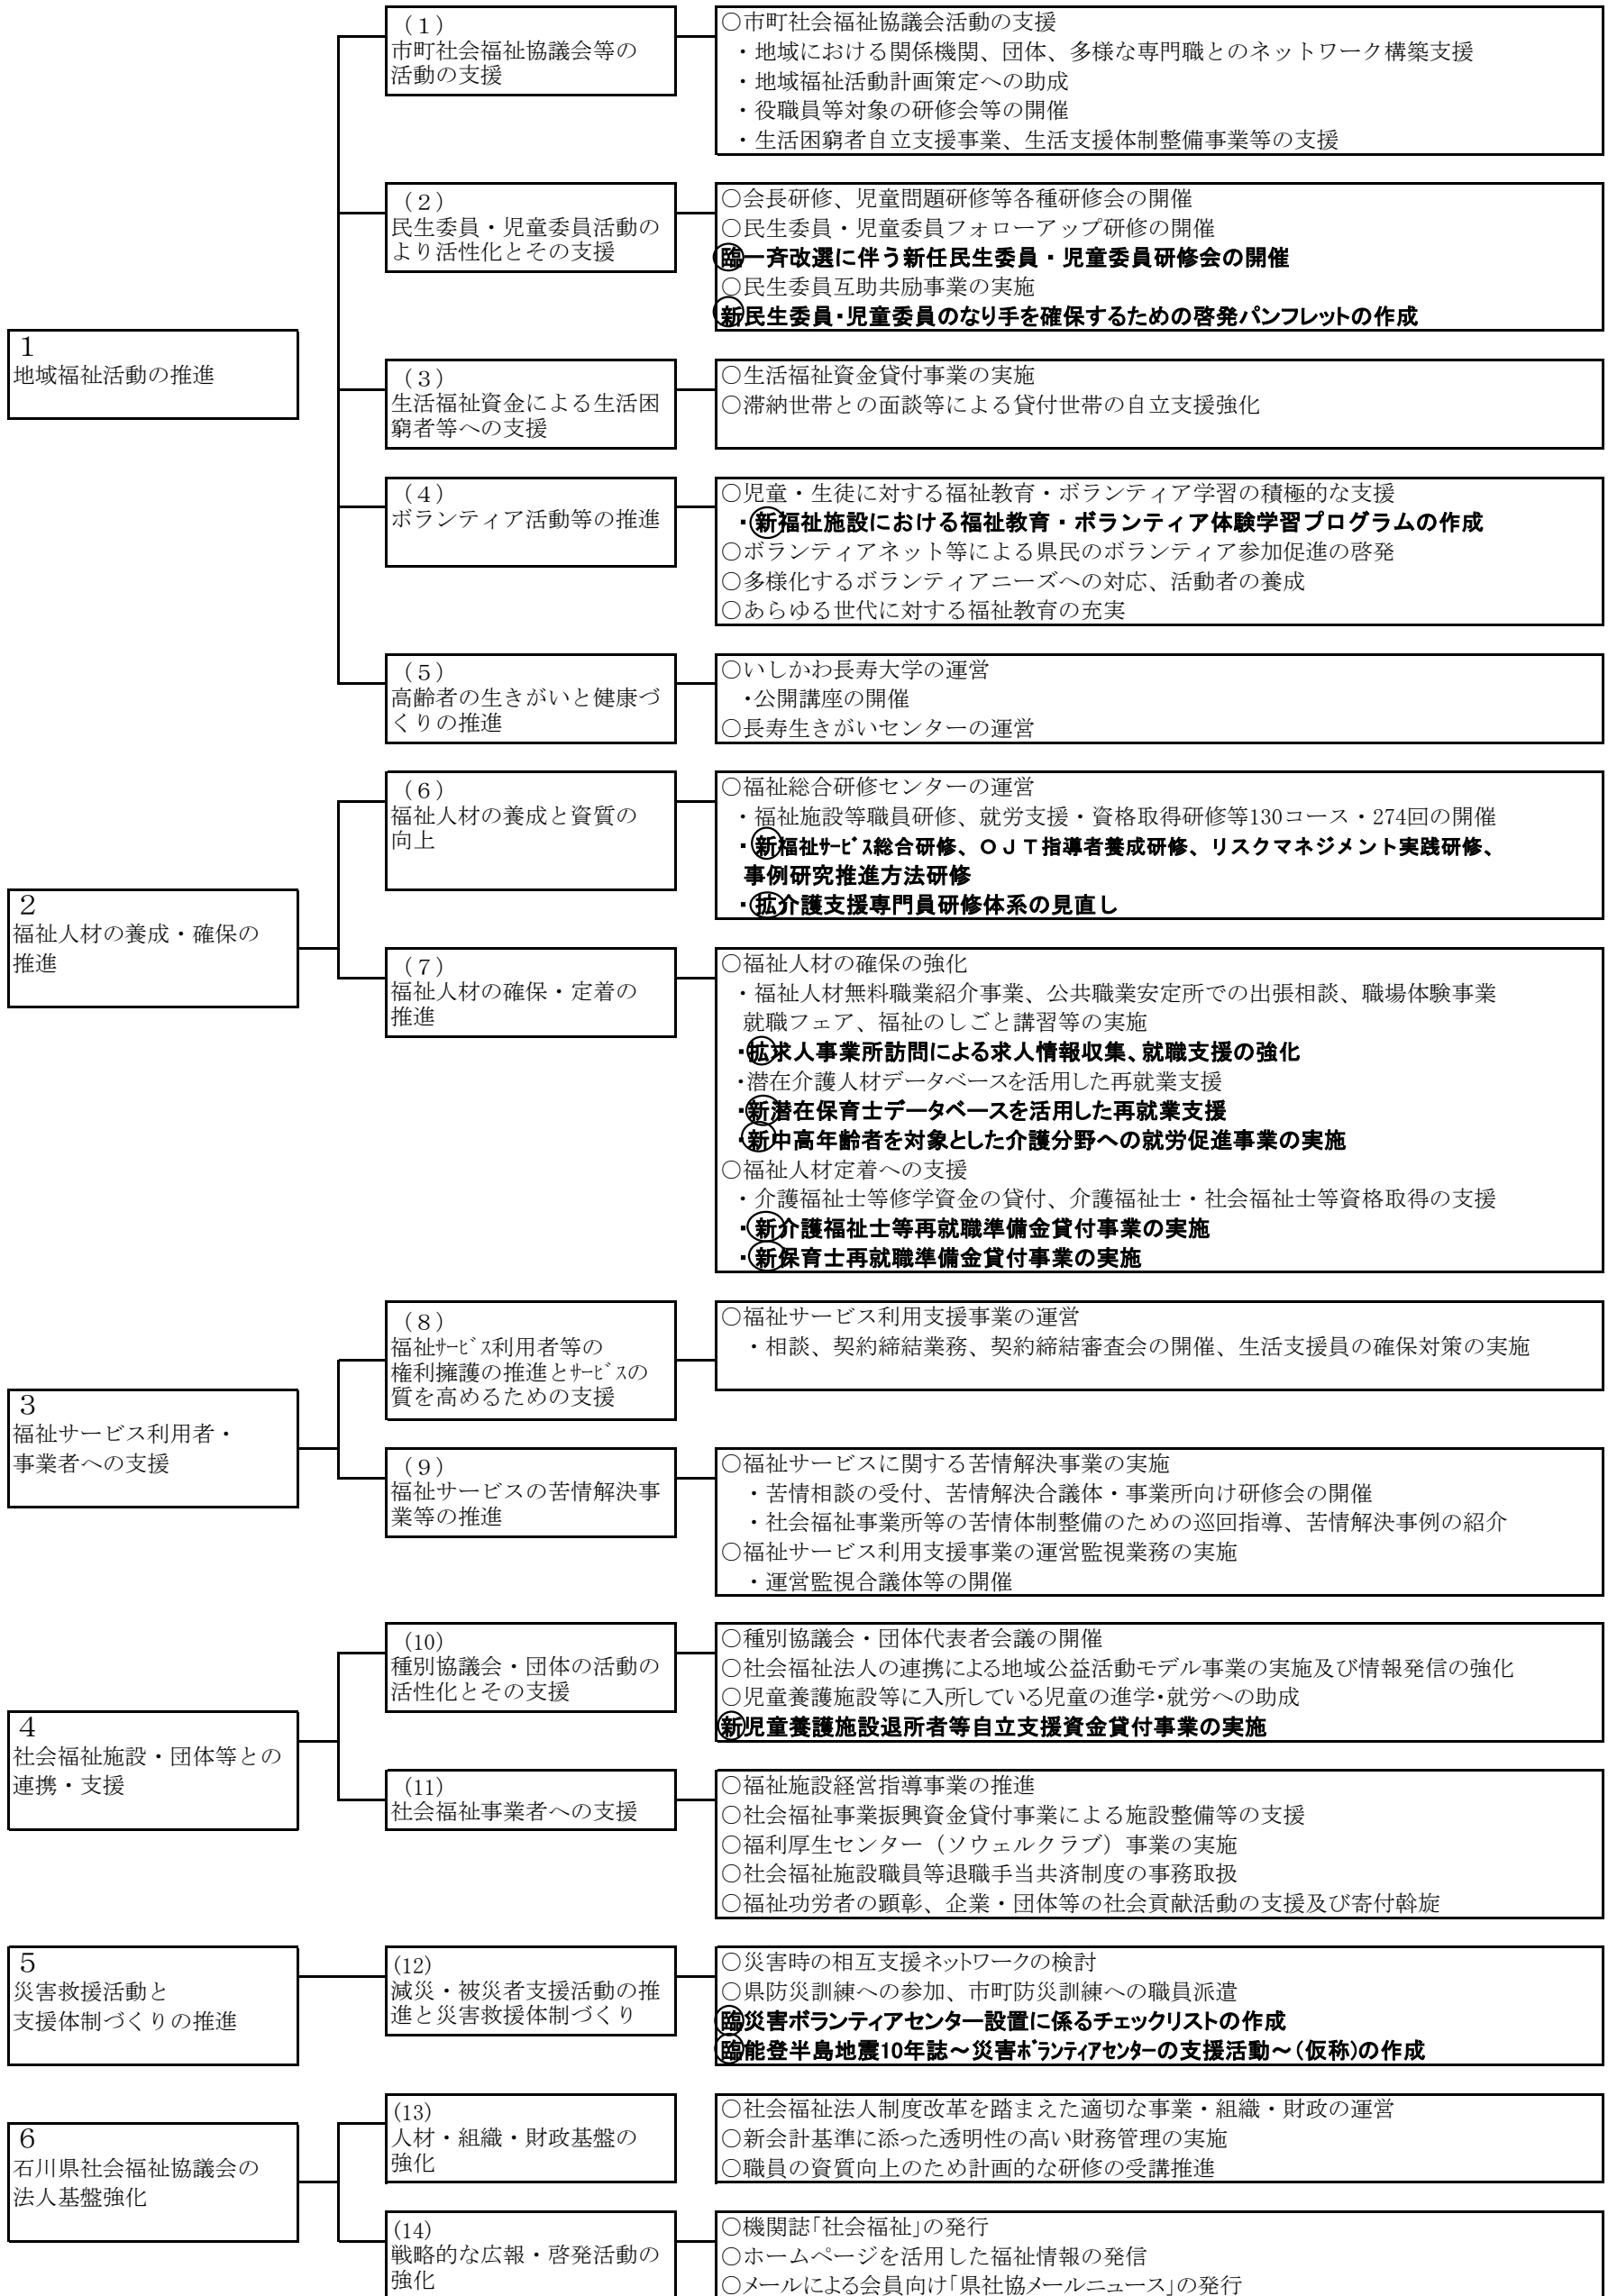 1
地域福祉活動の推進
(1)
市町社会福祉協議会等の
活動の支援
○市町社会福祉協議会活動の支援
・地域における関係機関、団体、多様な専門職とのネットワーク構築支援
・地域福祉活動計画策定への助成
・役職員等対象の研修会等の開催
・生活困窮者自立支援事業、生活支援体制整備事業等の支援
(2)
民生委員・児童委員活動の
より活性化とその支援
○会長研修、児童問題研修等各種研修会の開催
○民生委員・児童委員フォローアップ研修の開催
臨一斉改選に伴う新任民生委員・児童委員研修会の開催
○民生委員互助共励事業の実施
新民生委員・児童委員のなり手を確保するための啓発パンフレットの作成
(3)
生活福祉資金による生活困
窮者等への支援
○生活福祉資金貸付事業の実施
○滞納世帯との面談等による貸付世帯の自立支援強化
(4)
ボランティア活動等の推進
○児童・生徒に対する福祉教育・ボランティア学習の積極的な支援
・新福祉施設における福祉教育・ボランティア体験学習プログラムの作成
○ボランティアネット等による県民のボランティア参加促進の啓発
○多様化するボランティアニーズへの対応、活動者の養成
○あらゆる世代に対する福祉教育の充実
(5)
高齢者の生きがいと健康づ
くりの推進
○いしかわ長寿大学の運営
・公開講座の開催
○長寿生きがいセンターの運営
2
福祉人材の養成・確保の
推進
(6)
福祉人材の養成と資質の
向上
○福祉総合研修センターの運営
・福祉施設等職員研修、就労支援・資格取得研修等130コース・274回の開催
・新福祉ｻｰﾋﾞｽ総合研修、ＯＪＴ指導者養成研修、リスクマネジメント実践研修、
事例研究推進方法研修
・拡介護支援専門員研修体系の見直し
(7)
福祉人材の確保・定着の
推進
○福祉人材の確保の強化
・福祉人材無料職業紹介事業、公共職業安定所での出張相談、職場体験事業
就職フェア、福祉のしごと講習等の実施
・拡求人事業所訪問による求人情報収集、就職支援の強化
・潜在介護人材データベースを活用した再就業支援
・新潜在保育士データベースを活用した再就業支援
・新中高年齢者を対象とした介護分野への就労促進事業の実施
○福祉人材定着への支援
・介護福祉士等修学資金の貸付、介護福祉士・社会福祉士等資格取得の支援
・新介護福祉士等再就職準備金貸付事業の実施
・新保育士再就職準備金貸付事業の実施
3
福祉サービス利用者・
事業者への支援
(8)
福祉ｻｰﾋﾞｽ利用者等の
権利擁護の推進とｻｰﾋﾞｽの
質を高めるための支援
○福祉サービス利用支援事業の運営
・相談、契約締結業務、契約締結審査会の開催、生活支援員の確保対策の実施
(9)
福祉サービスの苦情解決事
業等の推進
○福祉サービスに関する苦情解決事業の実施
・苦情相談の受付、苦情解決合議体・事業所向け研修会の開催
・社会福祉事業所等の苦情体制整備のための巡回指導、苦情解決事例の紹介
○福祉サービス利用支援事業の運営監視業務の実施
・運営監視合議体等の開催
4
社会福祉施設・団体等との
連携・支援
(10)
種別協議会・団体の活動の
活性化とその支援
○種別協議会・団体代表者会議の開催
○社会福祉法人の連携による地域公益活動モデル事業の実施及び情報発信の強化
○児童養護施設等に入所している児童の進学・就労への助成
新児童養護施設退所者等自立支援資金貸付事業の実施
(11)
社会福祉事業者への支援
○福祉施設経営指導事業の推進
○社会福祉事業振興資金貸付事業による施設整備等の支援
○福利厚生センター（ソウェルクラブ）事業の実施
○社会福祉施設職員等退職手当共済制度の事務取扱
○福祉功労者の顕彰、企業・団体等の社会貢献活動の支援及び寄付斡旋
5
災害救援活動と
支援体制づくりの推進
(12)
減災・被災者支援活動の推
進と災害救援体制づくり
○災害時の相互支援ネットワークの検討
○県防災訓練への参加、市町防災訓練への職員派遣
臨災害ボランティアセンター設置に係るチェックリストの作成
臨能登半島地震10年誌～災害ﾎﾞﾗﾝﾃｨｱｾﾝﾀｰの支援活動～(仮称)の作成
6
石川県社会福祉協議会の
法人基盤強化
(13)
人材・組織・財政基盤の
強化
○社会福祉法人制度改革を踏まえた適切な事業・組織・財政の運営
○新会計基準に添った透明性の高い財務管理の実施
○職員の資質向上のため計画的な研修の受講推進
(14)
戦略的な広報・啓発活動の
強化
○機関誌「社会福祉」の発行
○ホームページを活用した福祉情報の発信
○メールによる会員向け「県社協メールニュース」の発行